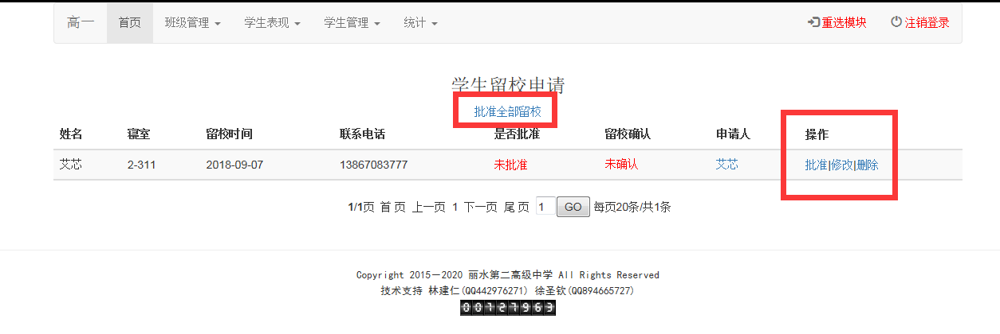 高一 首页 班级管理 学生表现 学生管理 统计 重选模块 注销登录
学生留校申请
批准全部留校
姓名 寝室 留校时间 联系电话 是否批准 留校确认 申请人 操作
艾芯 2-311 2018-09-07 13867083777 未批准 未确认 艾芯 批准|修改|删除
1/1页 首 页 上一页 1 下一页 尾 页 1 GO 每页20条/共1条
Copyright 2015－2020 丽水第二高级中学 All Rights Reserved
技术支持 林建仁(QQ442976271) 徐圣钦(QQ894665727)
00727963